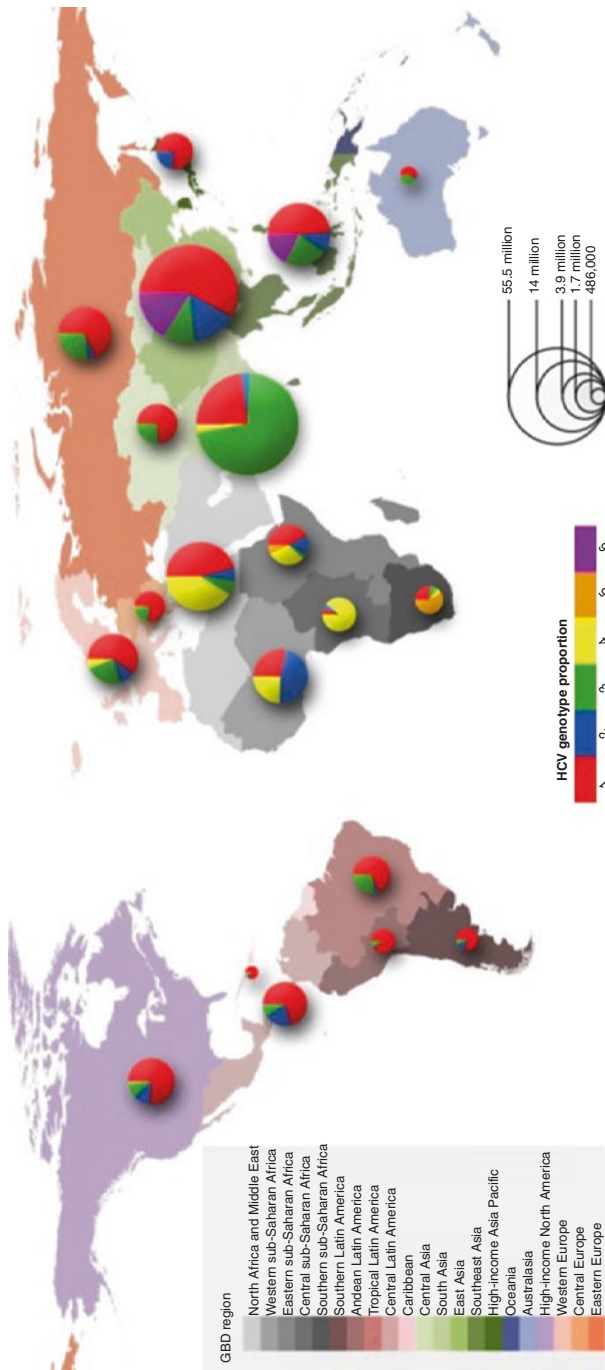 GBD region
North Africa and Middle East
Western sub-Saharan Africa
Eastern sub-Saharan Africa
Central sub-Saharan Africa
Southern sub-Saharan Africa
Southern Latin America
Andean Latin America
Tropical Latin America
Central Latin America
Caribbean
Central Asia
South Asia
East Asia
Southeast Asia
High-income Asia Pacific
Oceania
Australasia
High-income North America
Western Europe
Central Europe
Eastern Europe
HCV genotype proportion
1 2 3 4 5 6
55.5 million
14 million
3.9 million
1.7 million
486,000